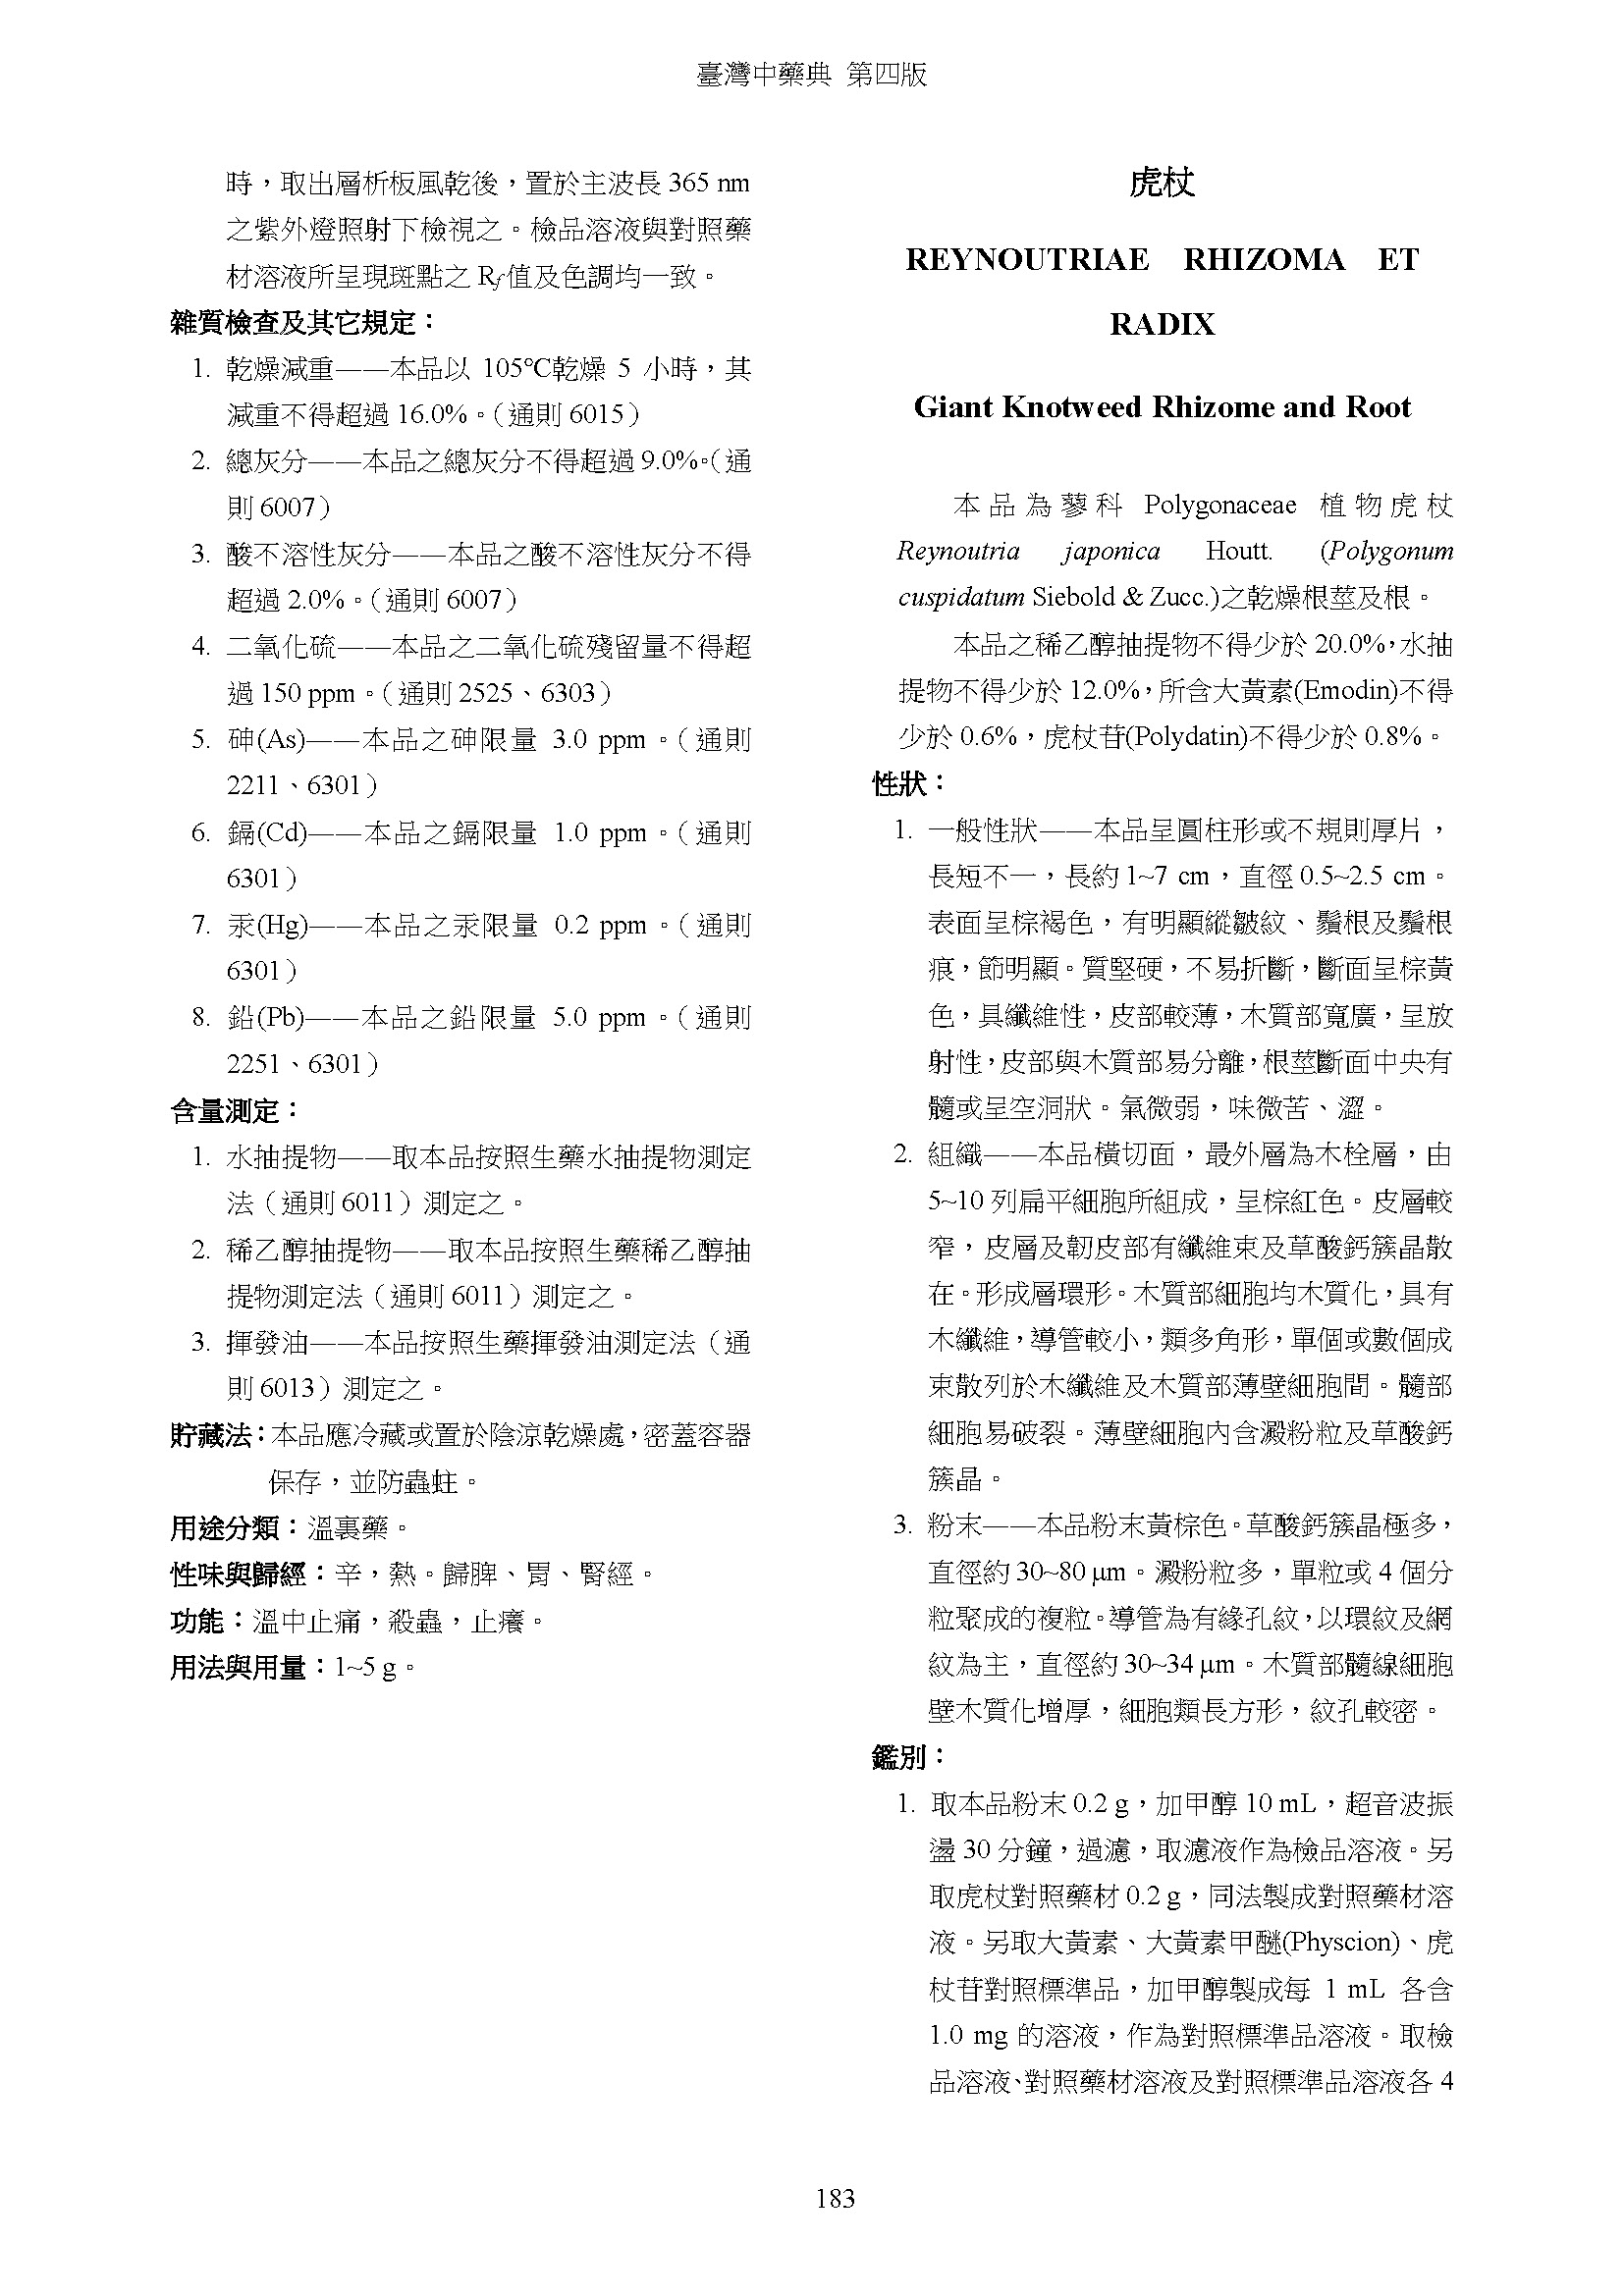 臺灣中藥典 第四版
時，取出層析板風乾後，置於主波長 365 nm
之紫外燈照射下檢視之。檢品溶液與對照藥
材溶液所呈現斑點之 Rf值及色調均一致。
雜質檢查及其它規定：
1. 乾燥減重——本品以 105℃乾燥 5 小時，其
減重不得超過 16.0%。（通則 6015）
2. 總灰分——本品之總灰分不得超過 9.0%。（通
則 6007）
3. 酸不溶性灰分——本品之酸不溶性灰分不得
超過 2.0%。（通則 6007）
4. 二氧化硫——本品之二氧化硫殘留量不得超
過 150 ppm。（通則 2525、6303）
5. 砷(As)——本品之砷限量 3.0 ppm。（通則
2211、6301）
6. 鎘(Cd)——本品之鎘限量 1.0 ppm。（通則
6301）
7. 汞(Hg)——本品之汞限量 0.2 ppm。（通則
6301）
8. 鉛(Pb)——本品之鉛限量 5.0 ppm。（通則
2251、6301）
含量測定：
1. 水抽提物——取本品按照生藥水抽提物測定
法（通則 6011）測定之。
2. 稀乙醇抽提物——取本品按照生藥稀乙醇抽
提物測定法（通則 6011）測定之。
3. 揮發油——本品按照生藥揮發油測定法（通
則 6013）測定之。
貯藏法：本品應冷藏或置於陰涼乾燥處，密蓋容器
保存，並防蟲蛀。
用途分類：溫裏藥。
性味與歸經：辛，熱。歸脾、胃、腎經。
功能：溫中止痛，殺蟲，止癢。
用法與用量：1~5 g。
虎杖
REYNOUTRIAE RHIZOMA ET
RADIX
Giant Knotweed Rhizome and Root
本品為蓼科 Polygonaceae 植物虎杖
Reynoutria japonica Houtt. (Polygonum
cuspidatum Siebold & Zucc.)之乾燥根莖及根。
本品之稀乙醇抽提物不得少於 20.0%，水抽
提物不得少於 12.0%，所含大黃素(Emodin)不得
少於 0.6%，虎杖苷(Polydatin)不得少於 0.8%。
性狀：
1. 一般性狀——本品呈圓柱形或不規則厚片，
長短不一，長約 1~7 cm，直徑 0.5~2.5 cm。
表面呈棕褐色，有明顯縱皺紋、鬚根及鬚根
痕，節明顯。質堅硬，不易折斷，斷面呈棕黃
色，具纖維性，皮部較薄，木質部寬廣，呈放
射性，皮部與木質部易分離，根莖斷面中央有
髓或呈空洞狀。氣微弱，味微苦、澀。
2. 組織——本品橫切面，最外層為木栓層，由
5~10 列扁平細胞所組成，呈棕紅色。皮層較
窄，皮層及韌皮部有纖維束及草酸鈣簇晶散
在。形成層環形。木質部細胞均木質化，具有
木纖維，導管較小，類多角形，單個或數個成
束散列於木纖維及木質部薄壁細胞間。髓部
細胞易破裂。薄壁細胞內含澱粉粒及草酸鈣
簇晶。
3. 粉末——本品粉末黃棕色。草酸鈣簇晶極多，
直徑約 30~80 μm。澱粉粒多，單粒或 4 個分
粒聚成的複粒。導管為有緣孔紋，以環紋及網
紋為主，直徑約 30~34 μm。木質部髓線細胞
壁木質化增厚，細胞類長方形，紋孔較密。
鑑別：
1. 取本品粉末 0.2 g，加甲醇 10 mL，超音波振
盪 30 分鐘，過濾，取濾液作為檢品溶液。另
取虎杖對照藥材 0.2 g，同法製成對照藥材溶
液。另取大黃素、大黃素甲醚(Physcion)、虎
杖苷對照標準品，加甲醇製成每 1 mL 各含
1.0 mg 的溶液，作為對照標準品溶液。取檢
品溶液、對照藥材溶液及對照標準品溶液各 4
183